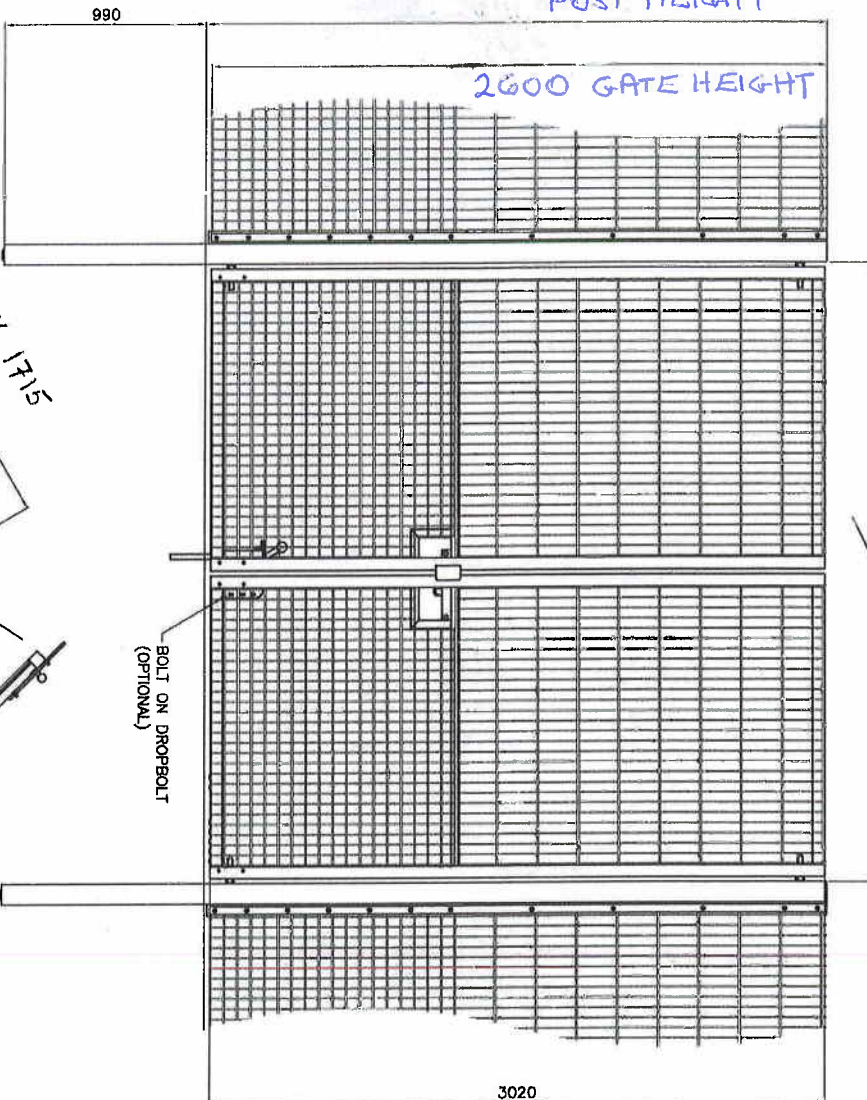 990
POST HEIGHT
2600 GATE HEIGHT
1715
BOLT ON DROPBOLT
(OPTIONAL)
3020